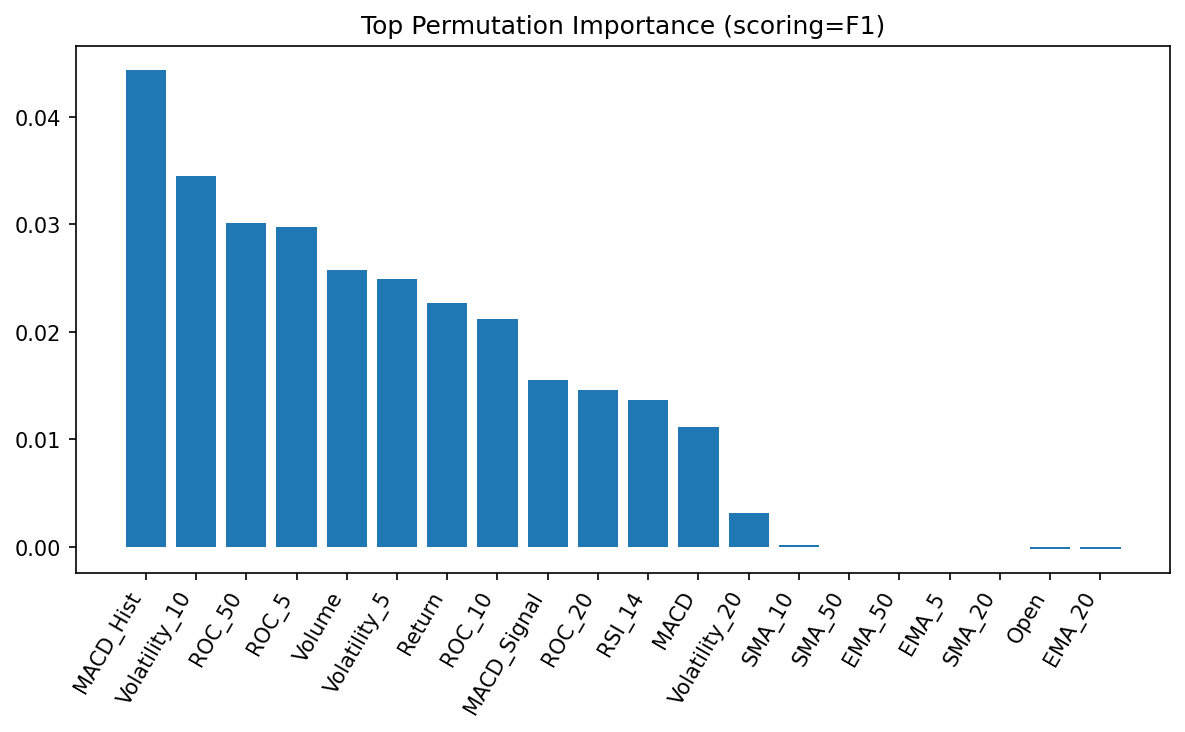 Top Permutation Importance (scoring=F1)
0.04
0.03
0.02
0.01
0.00
MACD_Hist
Volatility_10
ROC_50
ROC_5
Volume
Volatility_5
Return
ROC_10
MACD_Signal
ROC_20
RSI_14
MACD
Volatility_20
SMA_10
SMA_50
EMA_50
EMA_5
SMA_20
Open
EMA_20